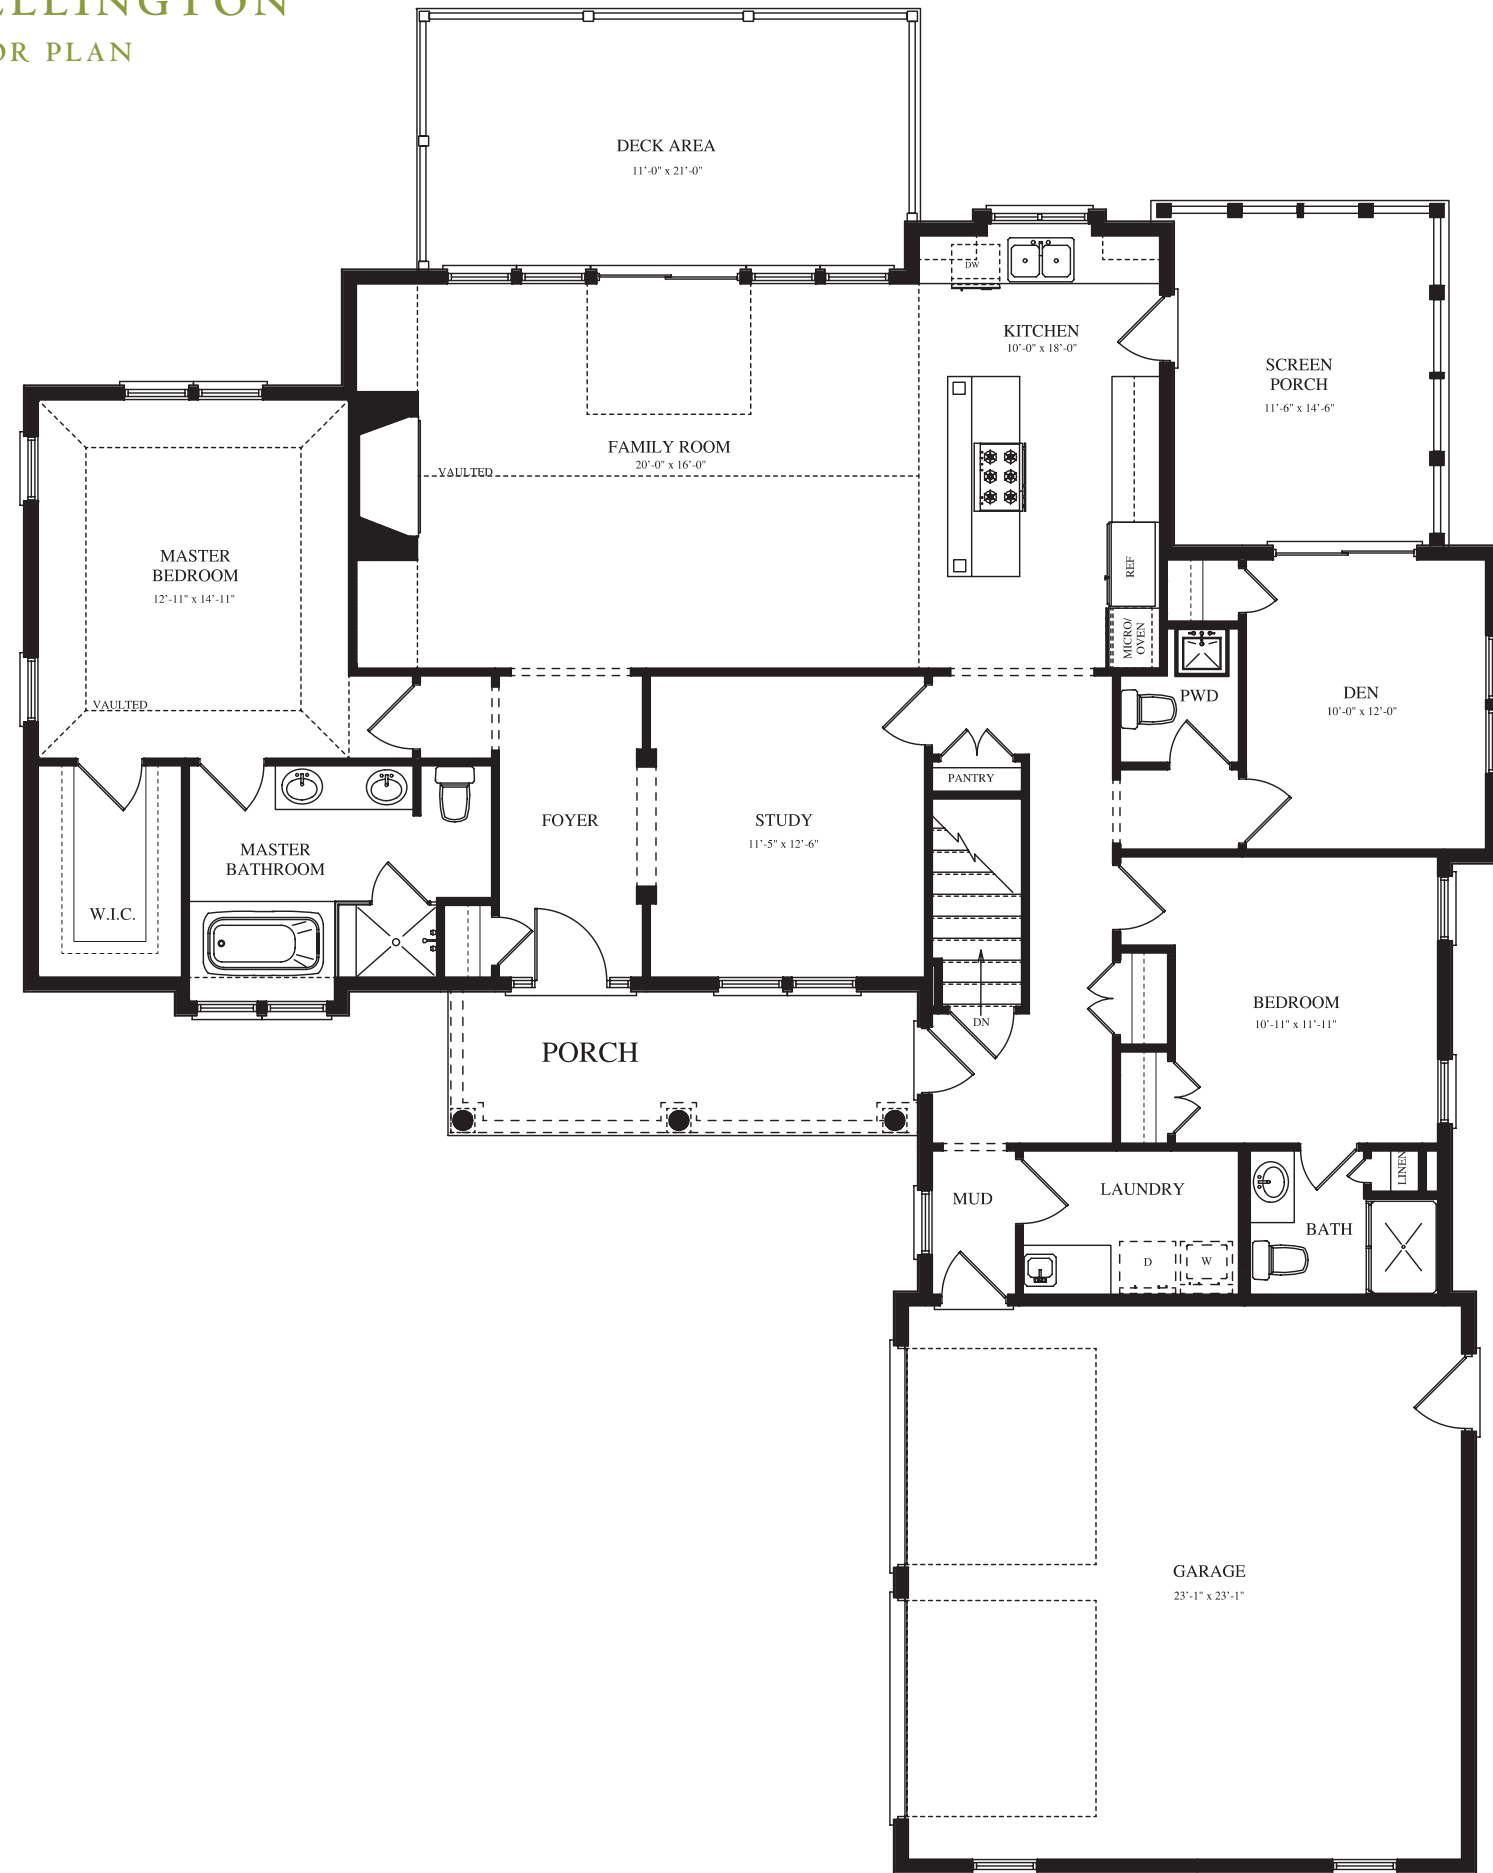 ELLINGTON
OR PLAN
DECK AREA
11'-0" x 21'-0"
DW
KITCHEN
10'-0" x 18'-0"
SCREEN
PORCH
11'-6" x 14'-6"
FAMILY ROOM
20'-0" x 16'-0"
VAULTED
MASTER
BEDROOM
12'-11" x 14'-11"
VAULTED
REF
MICRO/
OVEN
PWD
DEN
10'-0" x 12'-0"
PANTRY
FOYER
STUDY
11'-5" x 12'-6"
MASTER
BATHROOM
W.I.C.
DN
BEDROOM
10'-11" x 11'-11"
PORCH
MUD
LAUNDRY
D
W
BATH
LINEN
GARAGE
23'-1" x 23'-1"